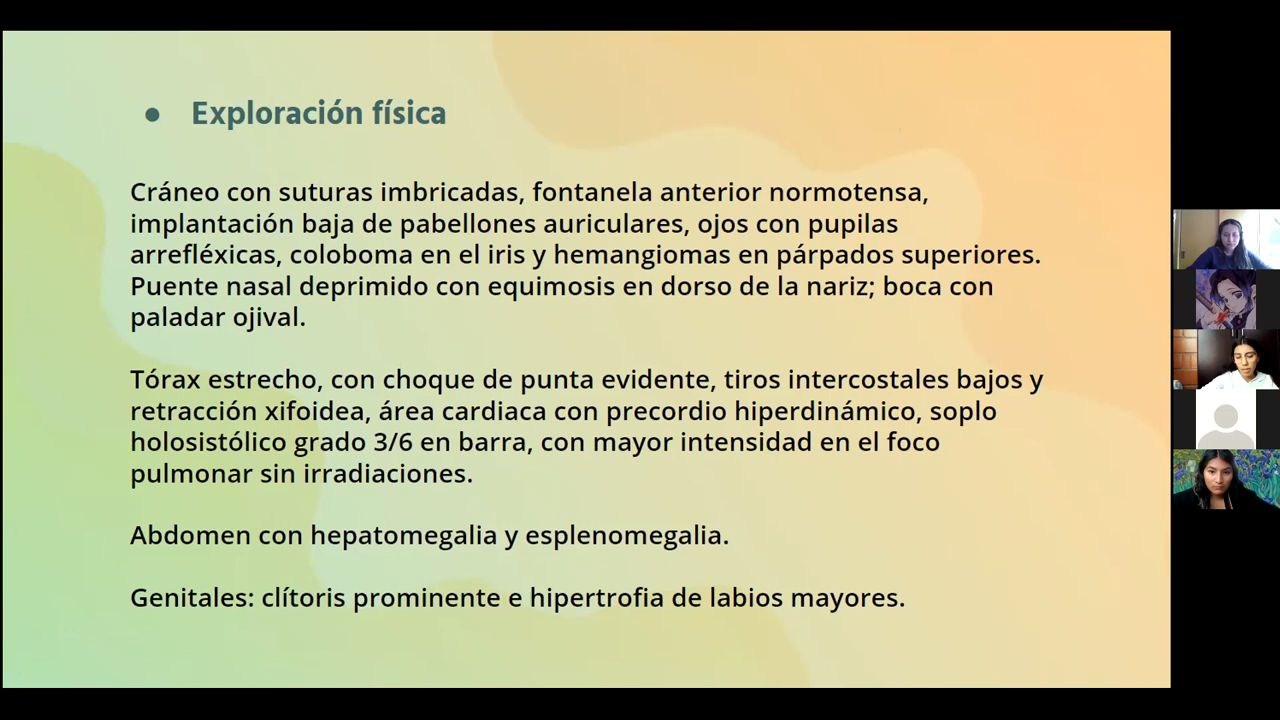 ● Exploración física
Cráneo con suturas imbricadas, fontanela anterior normotensa,
implantación baja de pabellones auriculares, ojos con pupilas
arrefléxicas, coloboma en el iris y hemangiomas en párpados superiores.
Puente nasal deprimido con equimosis en dorso de la nariz; boca con
paladar ojival.
Tórax estrecho, con choque de punta evidente, tiros intercostales bajos y
retracción xifoidea, área cardiaca con precordio hiperdinámico, soplo
holosistólico grado 3/6 en barra, con mayor intensidad en el foco
pulmonar sin irradiaciones.
Abdomen con hepatomegalia y esplenomegalia.
Genitales: clítoris prominente e hipertrofia de labios mayores.